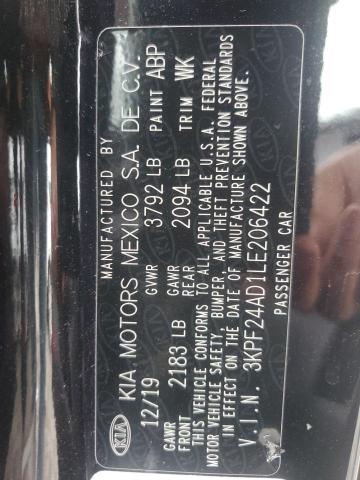 MANUFACTURED BY
KIA KIA MOTORS MEXICO S.A. DE C.V.
12/19 GVWR 3792 LB PAINT ABP
GAWR FRONT 2183 LB GAWR REAR 2094 LB TRIM WK
THIS VEHICLE CONFORMS TO ALL APPLICABLE U.S.A. FEDERAL
MOTOR VEHICLE SAFETY, BUMPER, AND THEFT PREVENTION STANDARDS
IN EFFECT ON THE DATE OF MANUFACTURE SHOWN ABOVE.
V.I.N. 3KPF24AD1LE206422
PASSENGER CAR